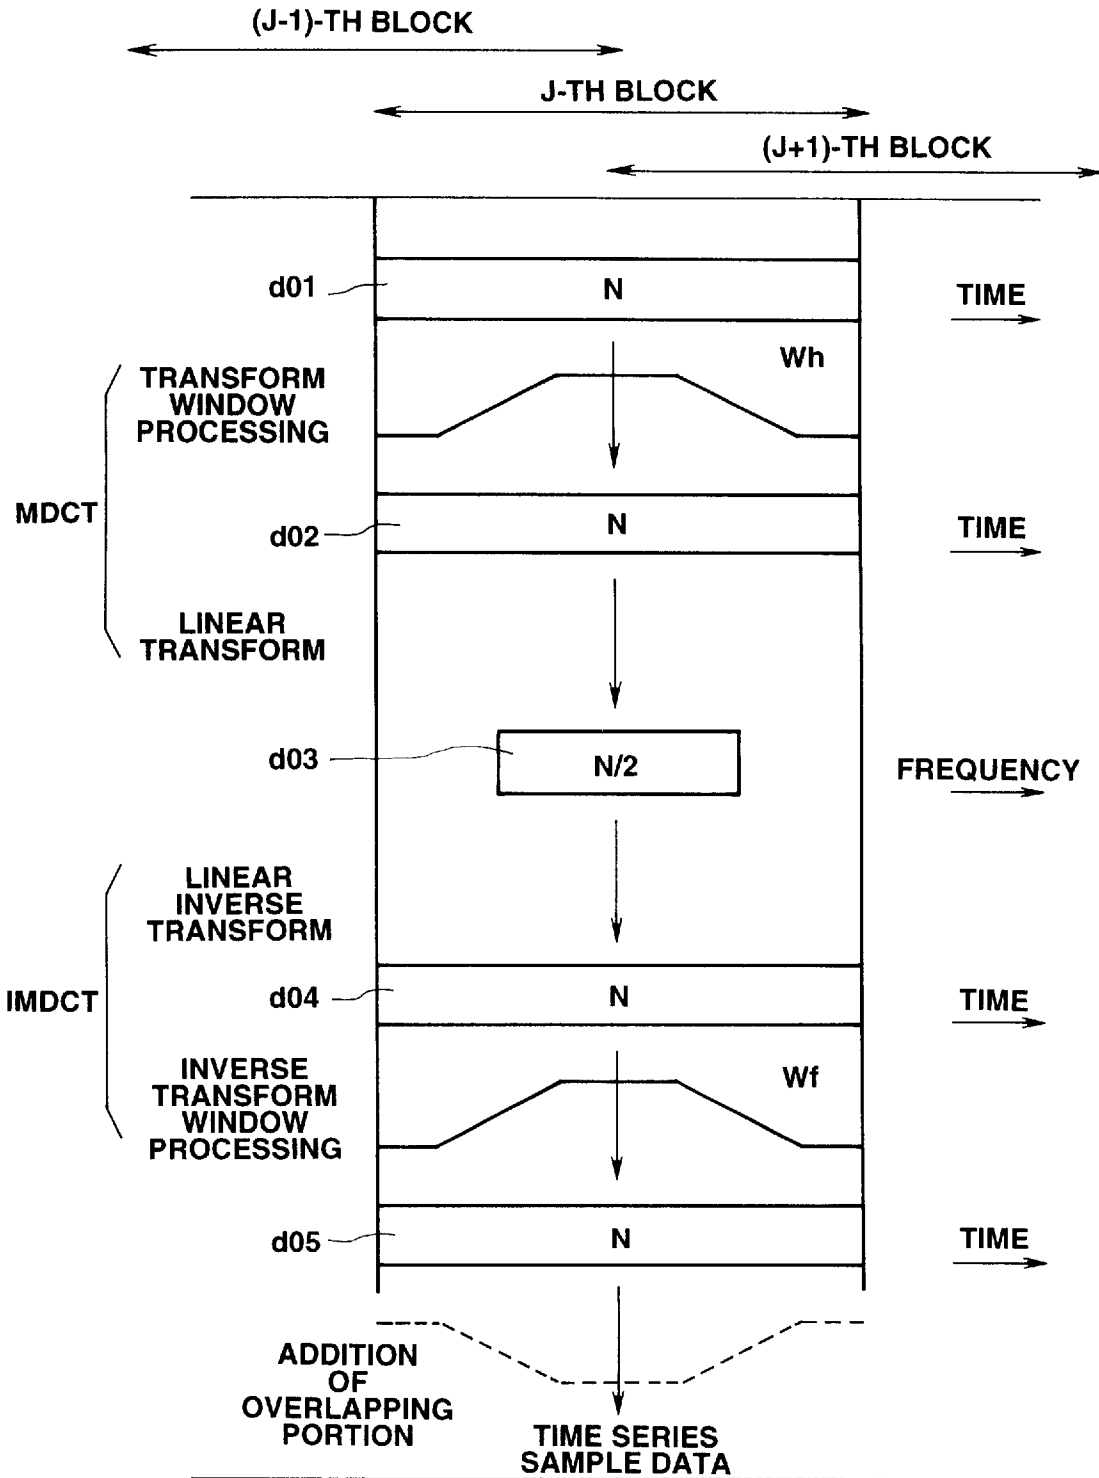 (J-1)-TH BLOCK
J-TH BLOCK
(J+1)-TH BLOCK
d01
N
TIME
Wh
TRANSFORM
WINDOW
PROCESSING
MDCT
d02
N
TIME
LINEAR
TRANSFORM
d03
N/2
FREQUENCY
LINEAR
INVERSE
TRANSFORM
IMDCT
d04
N
TIME
Wf
INVERSE
TRANSFORM
WINDOW
PROCESSING
d05
N
TIME
ADDITION
OF
OVERLAPPING
PORTION
TIME SERIES
SAMPLE DATA